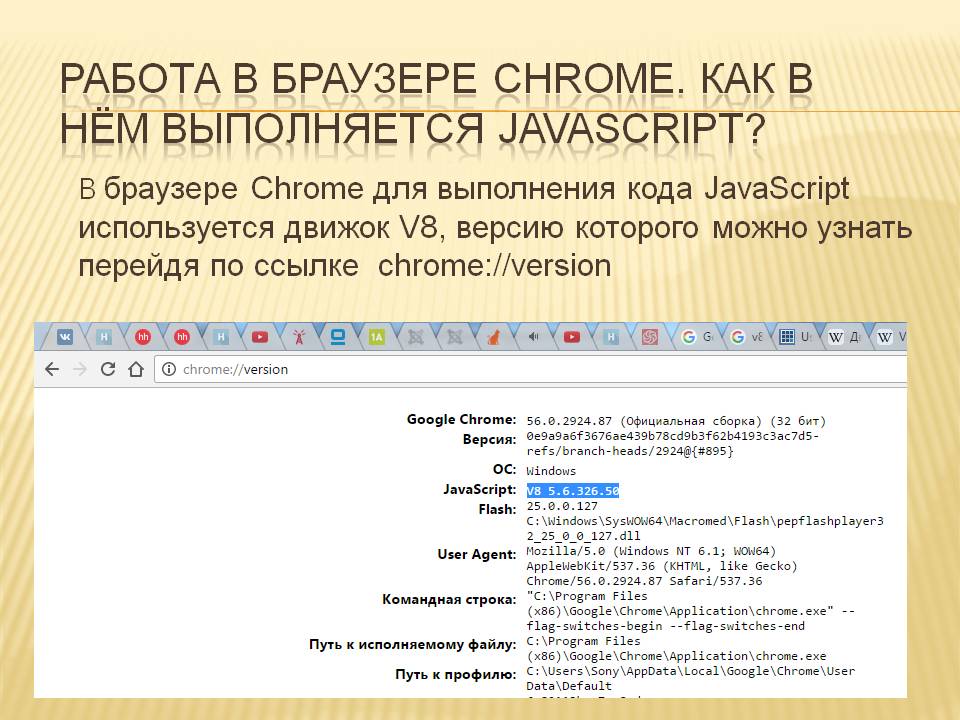 РАБОТА В БРАУЗЕРЕ CHROME. КАК В
НЁМ ВЫПОЛНЯЕТСЯ JAVASCRIPT?
В браузере Chrome для выполнения кода JavaScript
используется движок V8, версию которого можно узнать
перейдя по ссылке chrome://version
H hh hh H 1A H G G v8 W W
chrome://version
Google Chrome: 56.0.2924.87 (Официальная сборка) (32 бит)
Версия: 0e9a9a6f3676ae439b78cd9b3f62b4193c3ac7d5-
refs/branch-heads/2924@{#895}
ОС: Windows
JavaScript: V8 5.6.326.50
Flash: 25.0.0.127
C:\Windows\SysWOW64\Macromed\Flash\pepflashplayer3
2_25_0_0_127.dll
User Agent: Mozilla/5.0 (Windows NT 6.1; WOW64)
AppleWebKit/537.36 (KHTML, like Gecko)
Chrome/56.0.2924.87 Safari/537.36
Командная строка: "C:\Program Files
(x86)\Google\Chrome\Application\chrome.exe" --
flag-switches-begin --flag-switches-end
Путь к исполняемому файлу: C:\Program Files
(x86)\Google\Chrome\Application\chrome.exe
Путь к профилю: C:\Users\Sony\AppData\Local\Google\Chrome\User
Data\Default